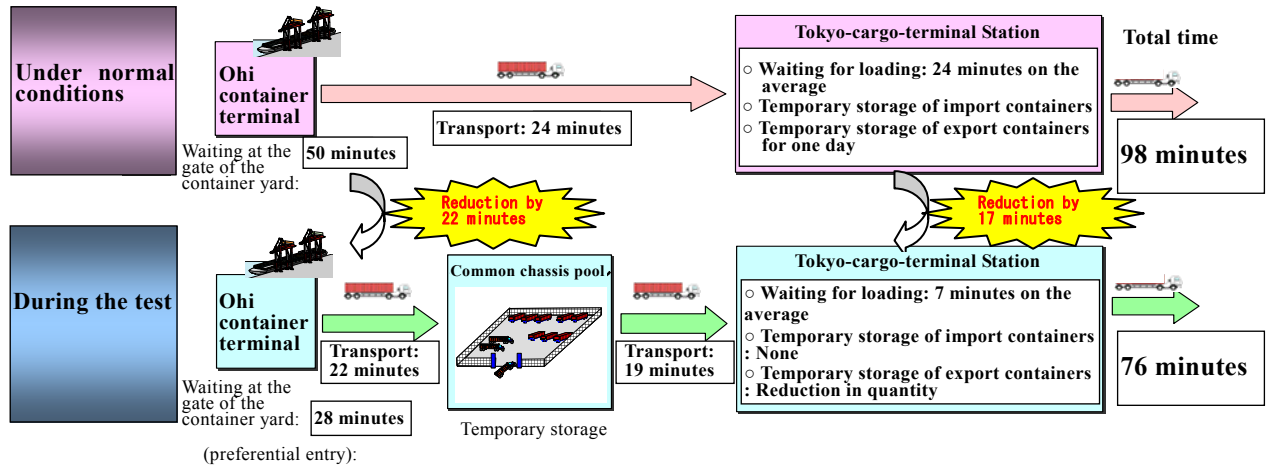 Under normal
conditions
Ohi
container
terminal
Waiting at the
gate of the
container yard:
50 minutes
Transport: 24 minutes
Tokyo-cargo-terminal Station
○ Waiting for loading: 24 minutes on the
average
○ Temporary storage of import containers
○ Temporary storage of export containers
for one day
Total time
98 minutes
Reduction by
22 minutes
Reduction by
17 minutes
During the test
Ohi
container
terminal
Waiting at the
gate of the
container yard:
28 minutes
(preferential entry):
Transport:
22 minutes
Common chassis pool
Temporary storage
Transport:
19 minutes
Tokyo-cargo-terminal Station
○ Waiting for loading: 7 minutes on the
average
○ Temporary storage of import containers
: None
○ Temporary storage of export containers
: Reduction in quantity
76 minutes